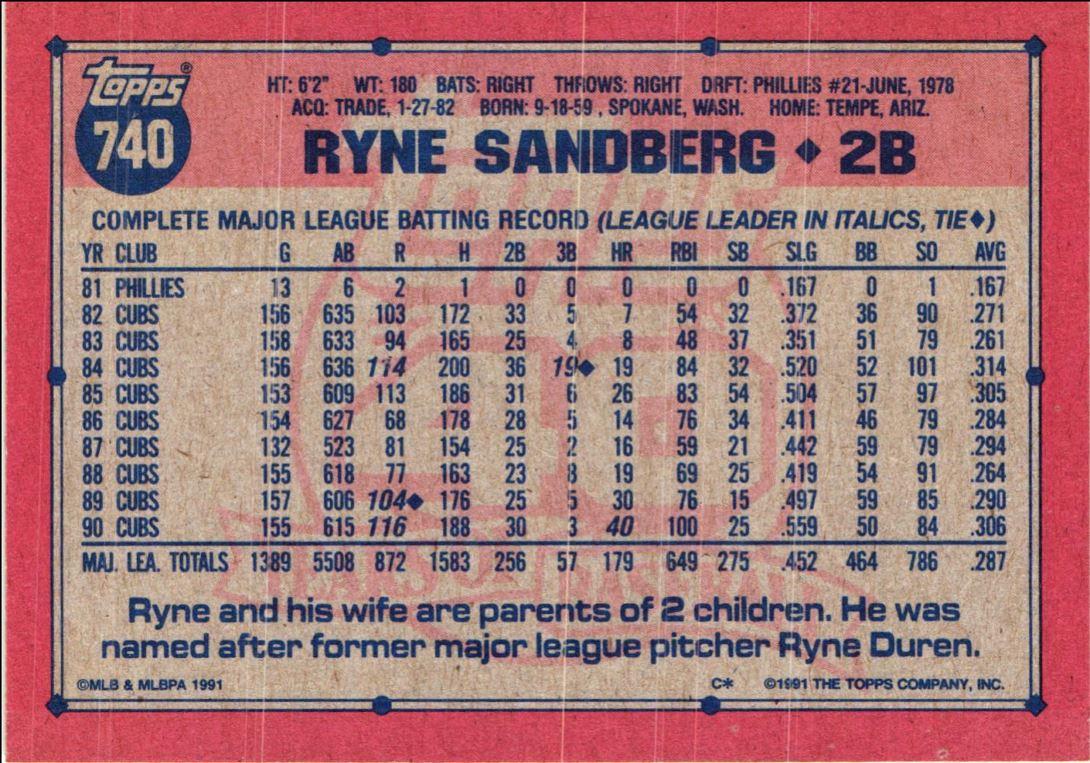 TOPPS®
740
HT: 6'2" WT: 180 BATS: RIGHT THROWS: RIGHT DRFT: PHILLIES #21-JUNE, 1978
ACQ: TRADE, 1-27-82 BORN: 9-18-59 , SPOKANE, WASH. HOME: TEMPE, ARIZ.
RYNE SANDBERG ◆ 2B
COMPLETE MAJOR LEAGUE BATTING RECORD (LEAGUE LEADER IN ITALICS, TIE◆)
YR CLUB G AB R H 2B 3B HR RBI SB SLG BB SO AVG
81 PHILLIES 13 6 2 1 0 0 0 0 0 .167 0 1 .167
82 CUBS 156 635 103 172 33 5 7 54 32 .372 36 90 .271
83 CUBS 158 633 94 165 25 4 8 48 37 .351 51 79 .261
84 CUBS 156 636 114 200 36 19◆ 19 84 32 .520 52 101 .314
85 CUBS 153 609 113 186 31 6 26 83 54 .504 57 97 .305
86 CUBS 154 627 68 178 28 5 14 76 34 .411 46 79 .284
87 CUBS 132 523 81 154 25 2 16 59 21 .442 59 79 .294
88 CUBS 155 618 77 163 23 8 19 69 25 .419 54 91 .264
89 CUBS 157 606 104◆ 176 25 5 30 76 15 .497 59 85 .290
90 CUBS 155 615 116 188 30 3 40 100 25 .559 50 84 .306
MAJ. LEA. TOTALS 1389 5508 872 1583 256 57 179 649 275 .452 464 786 .287
Ryne and his wife are parents of 2 children. He was
named after former major league pitcher Ryne Duren.
©MLB & MLBPA 1991 C* ©1991 THE TOPPS COMPANY, INC.
TOPPS
40
YEARS OF BASEBALL